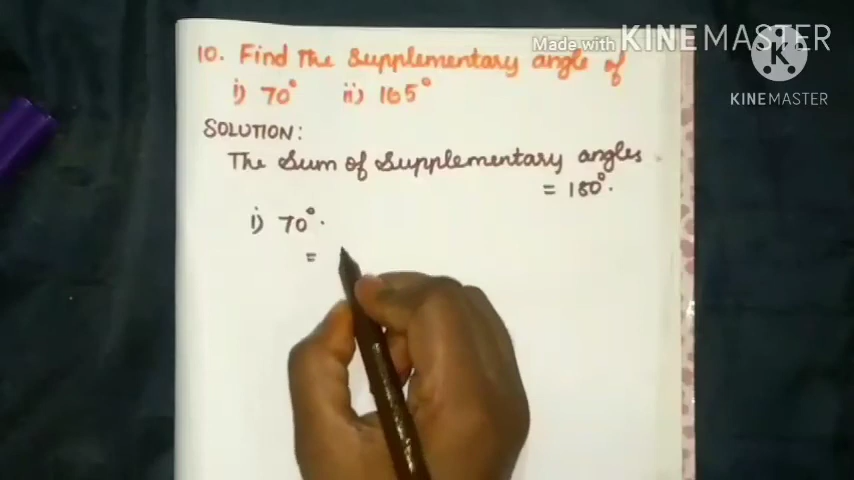 Made with KINEMASTER
K
KINEMASTER
10. Find The Supplementary angle of
i) 70° ii) 165°
SOLUTION:
The Sum of Supplementary angles
= 180°.
i) 70°.
=